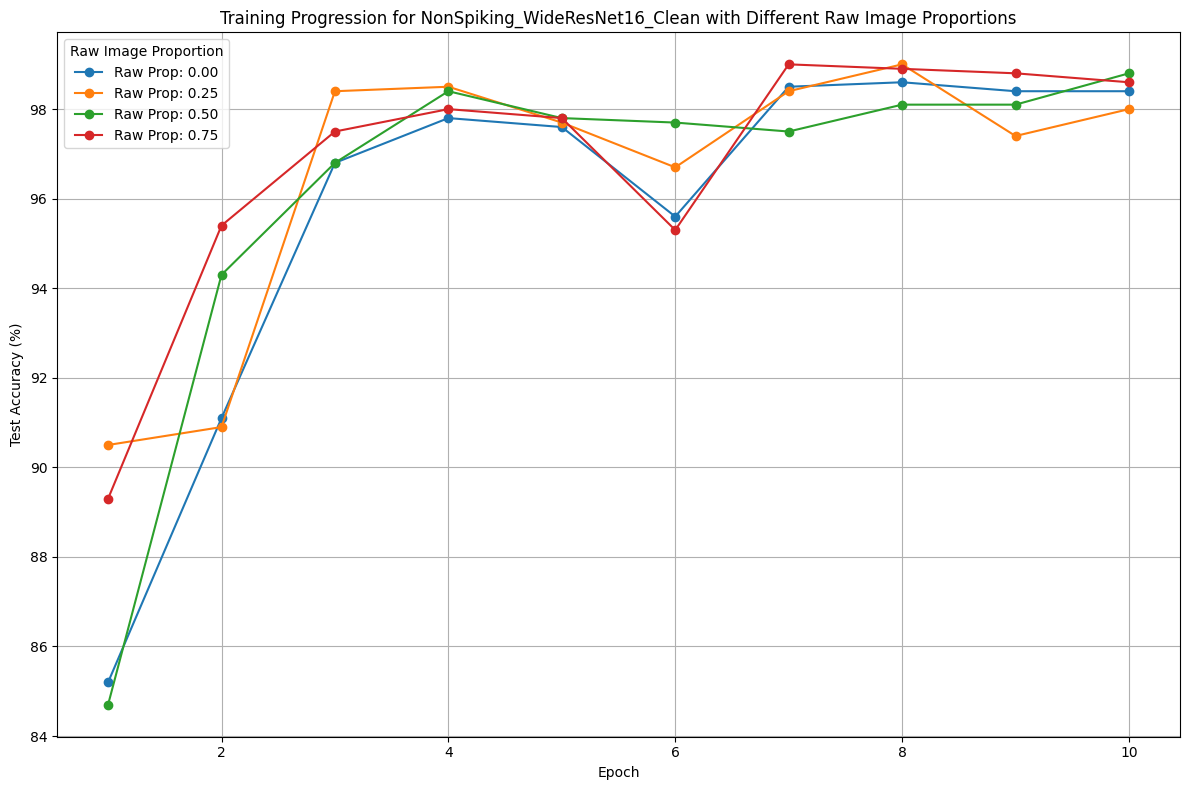 Training Progression for NonSpiking_WideResNet16_Clean with Different Raw Image Proportions
Raw Image Proportion
Raw Prop: 0.00
Raw Prop: 0.25
Raw Prop: 0.50
Raw Prop: 0.75
98
96
94
92
90
88
86
84
Test Accuracy (%)
2
4
6
8
10
Epoch